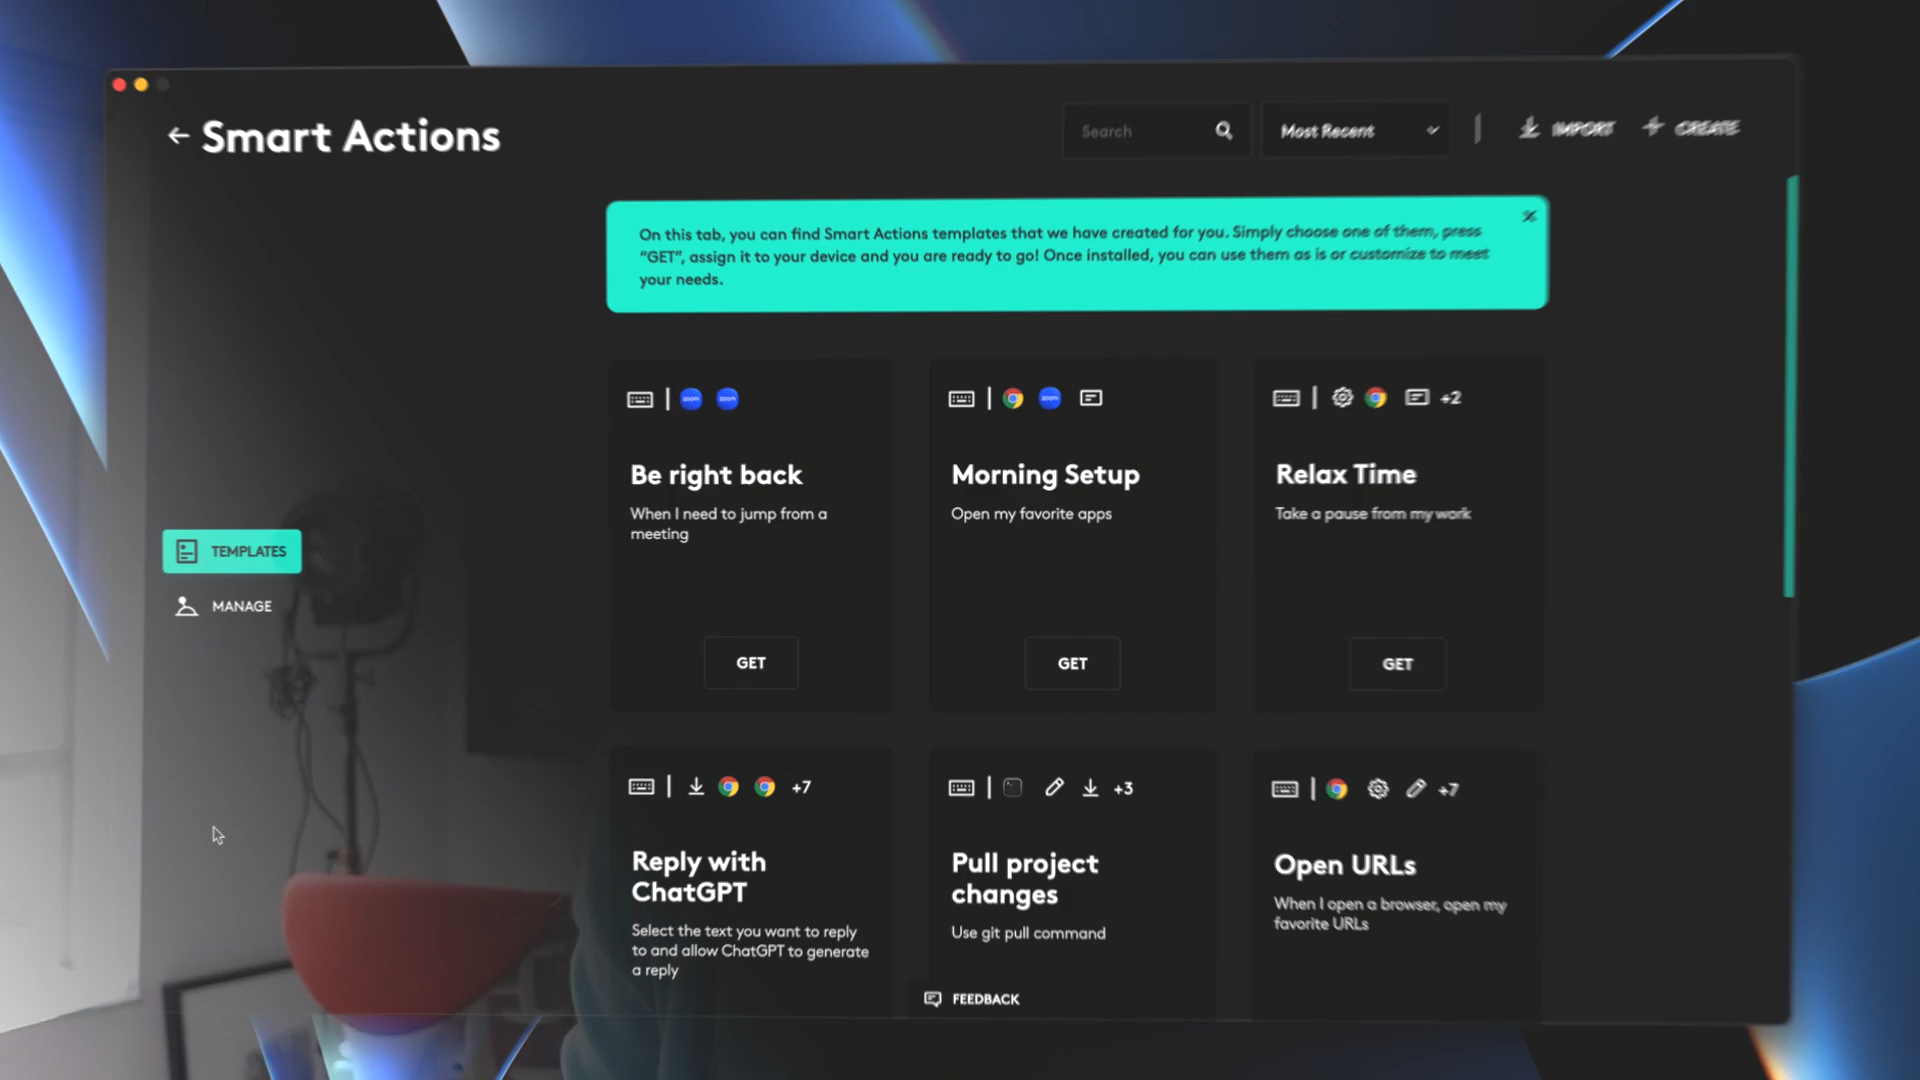 Smart Actions
Search
Most Recent
IMPORT
CREATE
On this tab, you can find Smart Actions templates that we have created for you. Simply choose one of them, press
“GET”, assign it to your device and you are ready to go! Once installed, you can use them as is or customize to meet
your needs.
TEMPLATES
MANAGE
zoom zoom
zoom
+2
Be right back
When I need to jump from a
meeting
GET
Morning Setup
Open my favorite apps
GET
Relax Time
Take a pause from my work
GET
+7
Reply with
ChatGPT
Select the text you want to reply
to and allow ChatGPT to generate
a reply
+3
Pull project
changes
Use git pull command
+7
Open URLs
When I open a browser, open my
favorite URLs
FEEDBACK